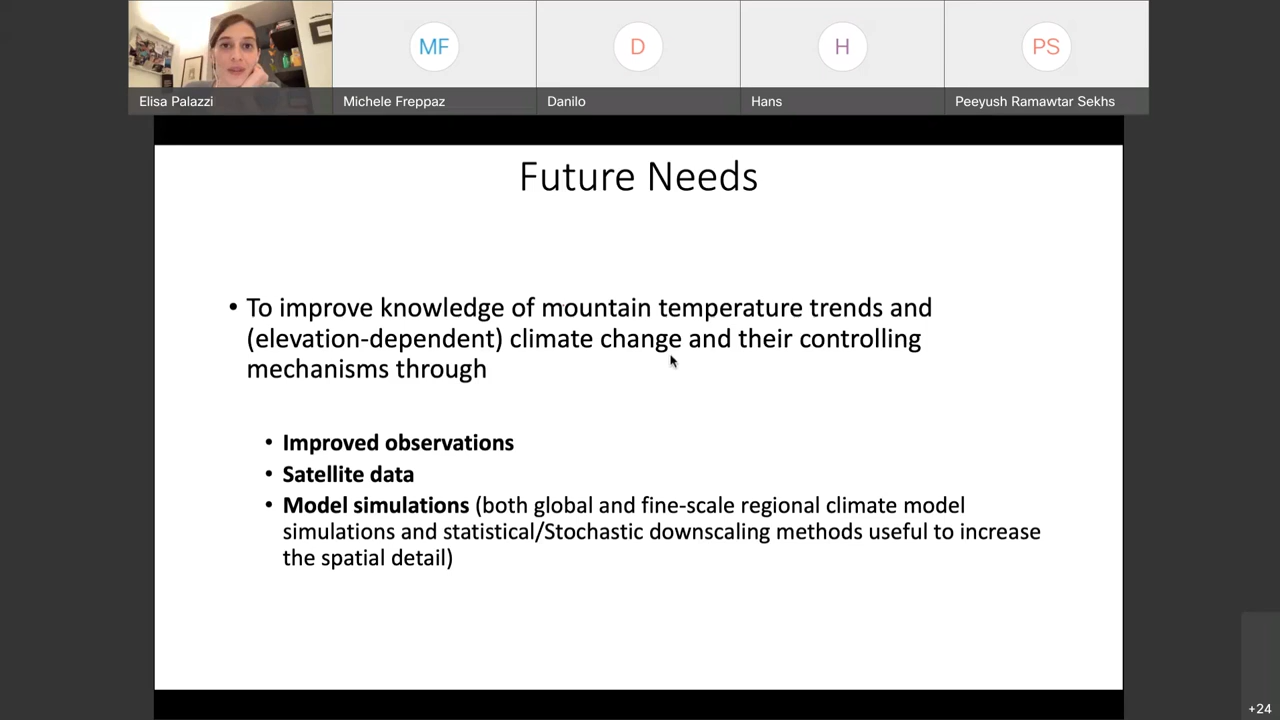 MF
D
H
PS
Elisa Palazzi
Michele Freppaz
Danilo
Hans
Peeyush Ramawtar Sekhs
Future Needs
• To improve knowledge of mountain temperature trends and
(elevation-dependent) climate change and their controlling
mechanisms through
• Improved observations
• Satellite data
• Model simulations (both global and fine-scale regional climate model
simulations and statistical/Stochastic downscaling methods useful to increase
the spatial detail)
+24